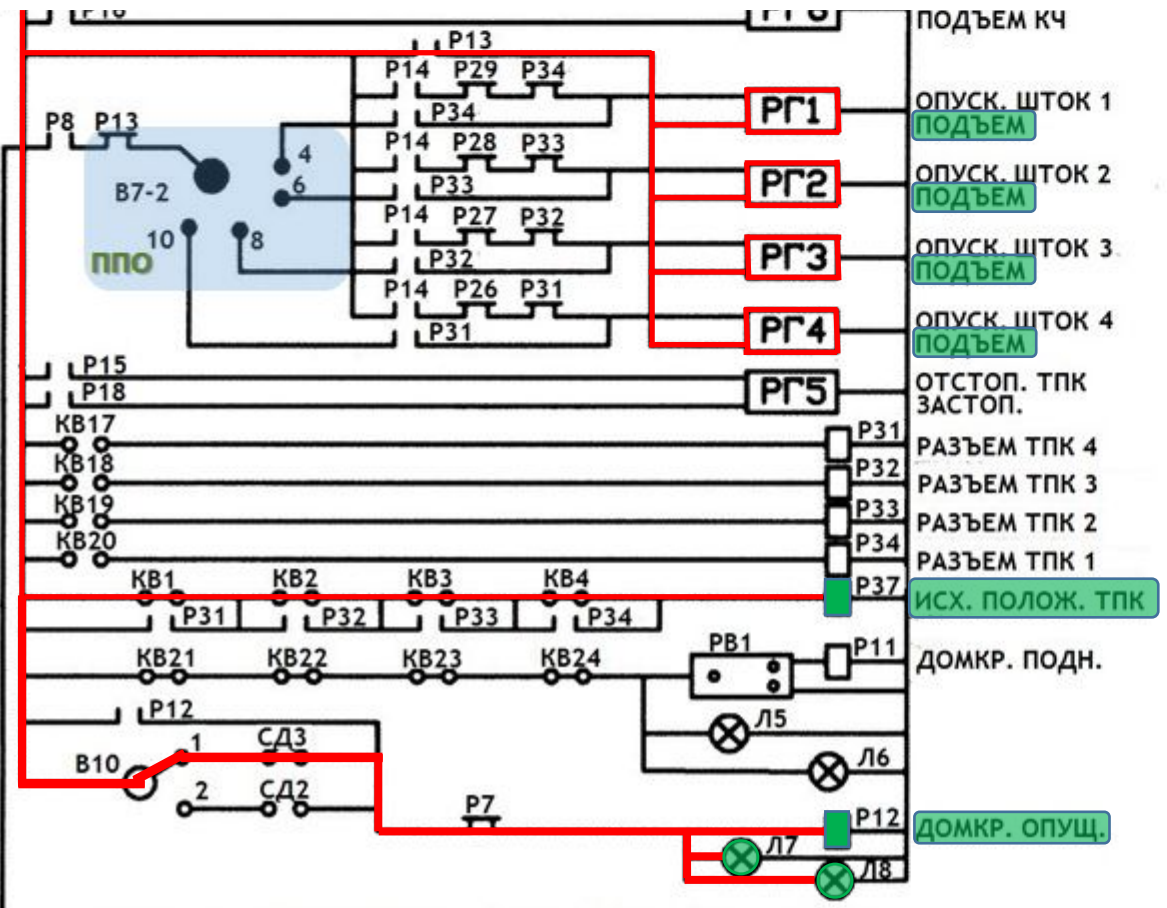 Р16 РГ6 ПОДЪЕМ КЧ
Р13
Р14 Р29 Р34 РГ1 ОПУСК. ШТОК 1
Р34 ПОДЪЕМ
Р8 Р13
В7-2 4 6 8 10
ППО
Р14 Р28 Р33 РГ2 ОПУСК. ШТОК 2
Р33 ПОДЪЕМ
Р14 Р27 Р32 РГ3 ОПУСК. ШТОК 3
Р32 ПОДЪЕМ
Р14 Р26 Р31 РГ4 ОПУСК. ШТОК 4
Р31 ПОДЪЕМ
Р15 РГ5 ОТСТОП. ТПК
Р18 ЗАСТОП.
КВ17 Р31 РАЗЪЕМ ТПК 4
КВ18 Р32 РАЗЪЕМ ТПК 3
КВ19 Р33 РАЗЪЕМ ТПК 2
КВ20 Р34 РАЗЪЕМ ТПК 1
КВ1 КВ2 КВ3 КВ4 Р37 ИСХ. ПОЛОЖ. ТПК
Р31 Р32 Р33 Р34
КВ21 КВ22 КВ23 КВ24 РВ1 Р11 ДОМКР. ПОДН.
Р12 Л5
В10 1 СД3 Л6
2 СД2 Р7 Р12 ДОМКР. ОПУЩ.
Л7
Л8